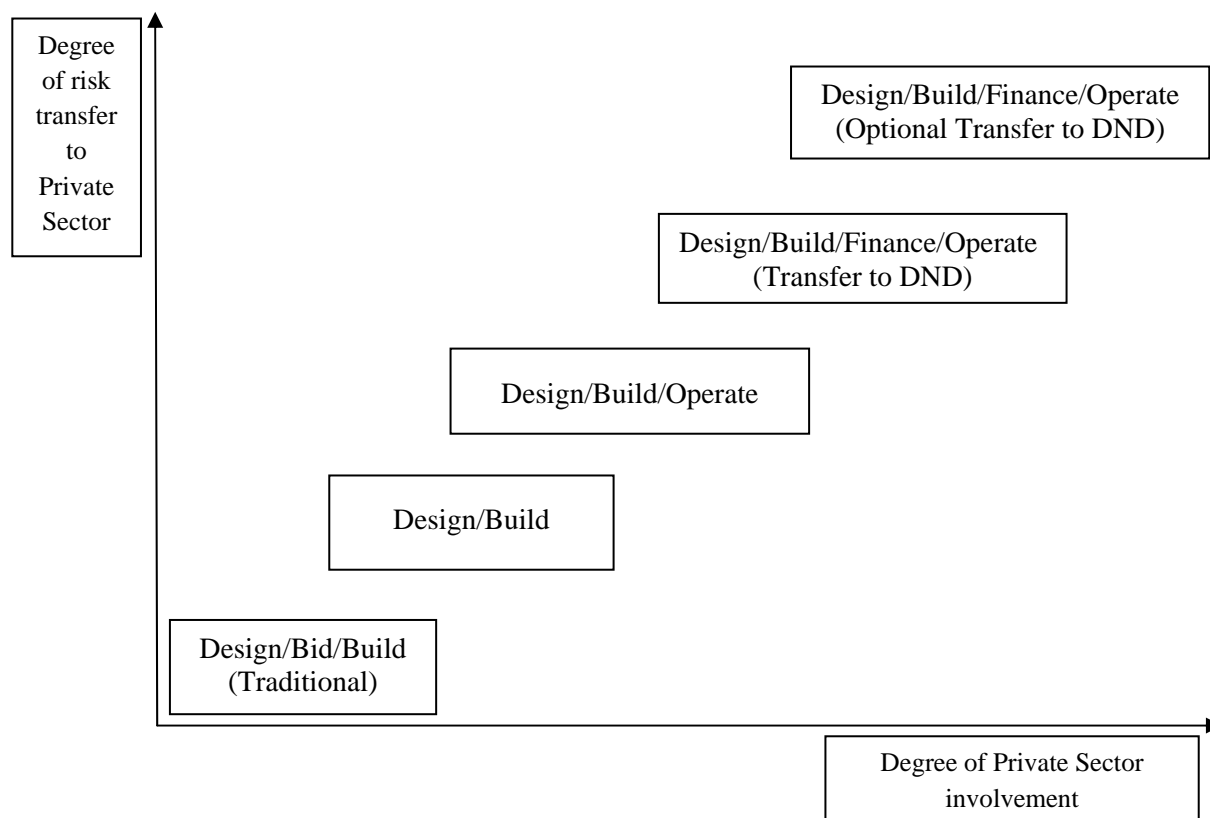 Degree
of risk
transfer
to
Private
Sector
Design/Build/Finance/Operate
(Optional Transfer to DND)
Design/Build/Finance/Operate
(Transfer to DND)
Design/Build/Operate
Design/Build
Design/Bid/Build
(Traditional)
Degree of Private Sector
involvement